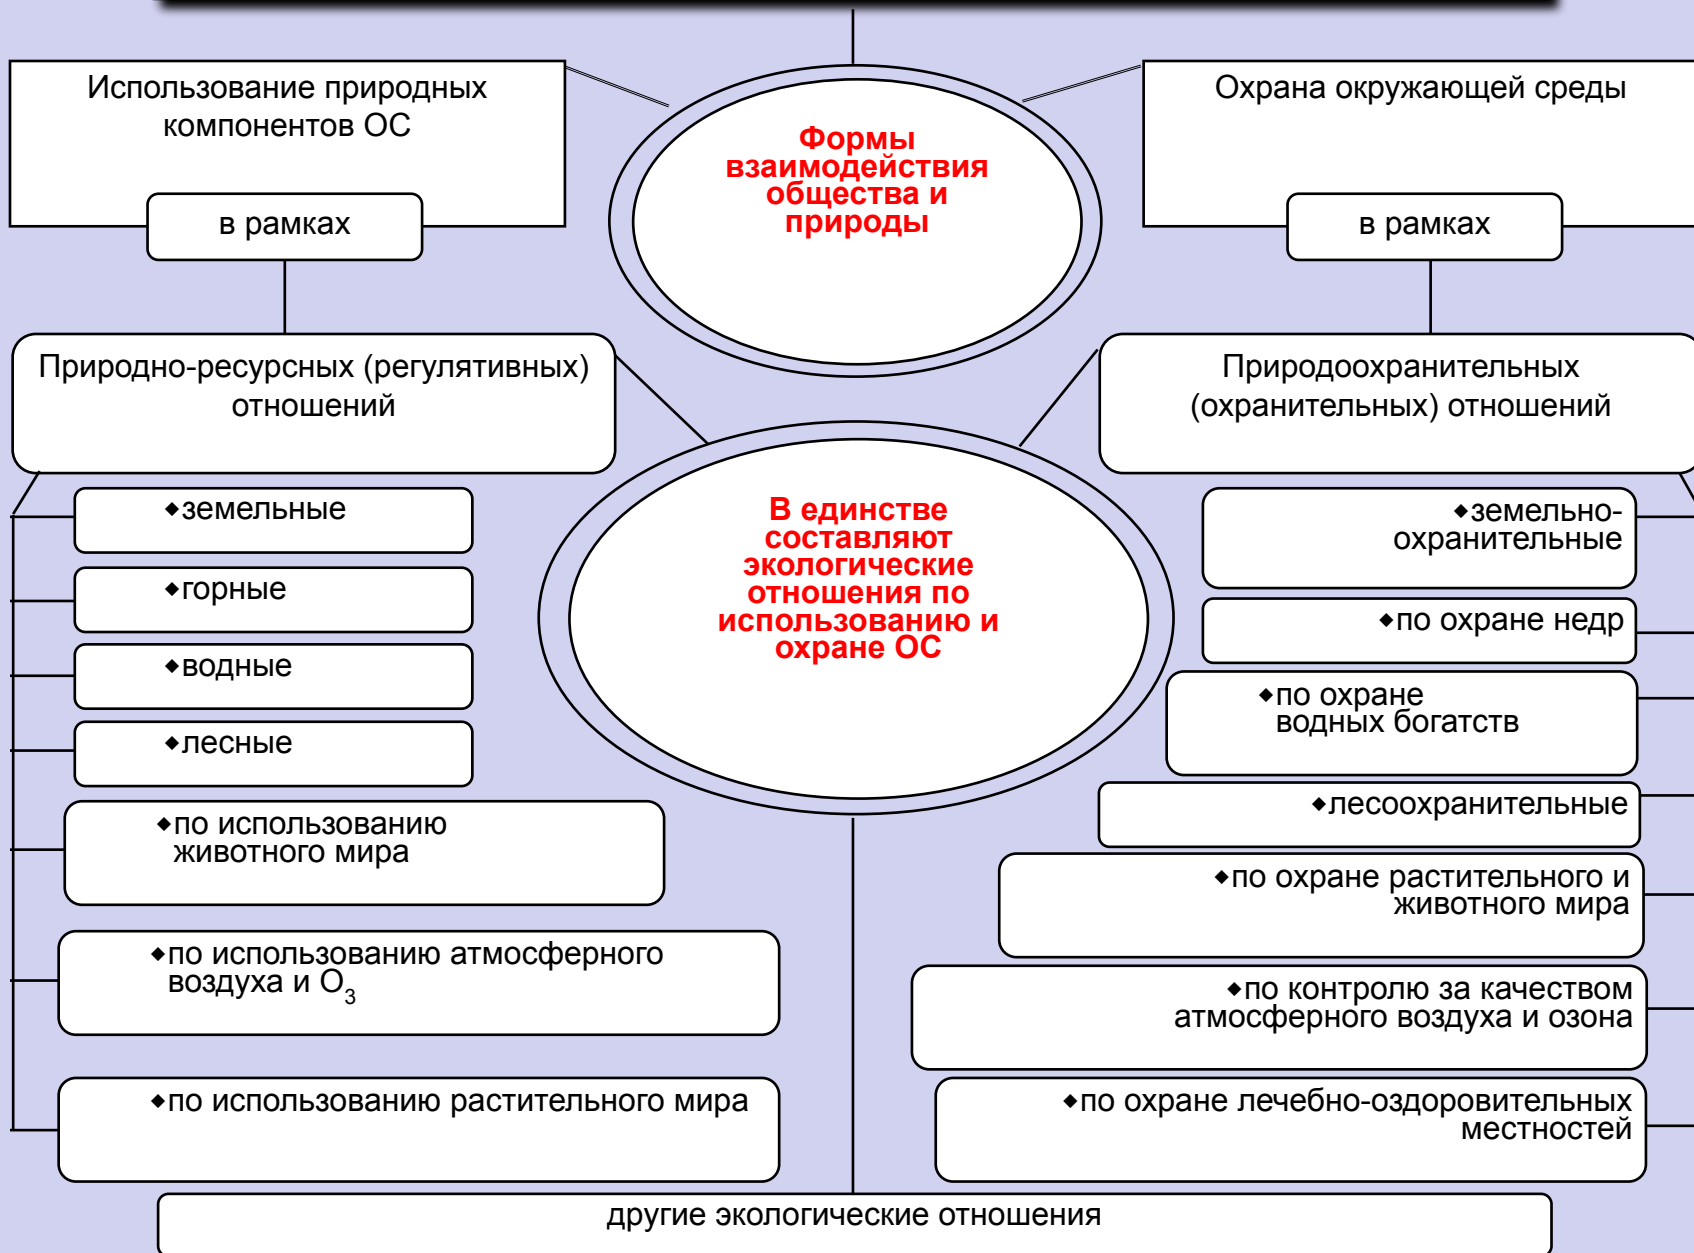 Использование природных
компонентов ОС
в рамках
Формы
взаимодействия
общества и
природы
Охрана окружающей среды
в рамках
Природно-ресурсных (регулятивных)
отношений
◆земельные
◆горные
◆водные
◆лесные
◆по использованию
животного мира
◆по использованию атмосферного
воздуха и O₃
◆по использованию растительного мира
В единстве
составляют
экологические
отношения по
использованию и
охране ОС
Природоохранительных
(охранительных) отношений
◆земельно-
охранительные
◆по охране недр
◆по охране
водных богатств
◆лесоохранительные
◆по охране растительного и
животного мира
◆по контролю за качеством
атмосферного воздуха и озона
◆по охране лечебно-оздоровительных
местностей
другие экологические отношения